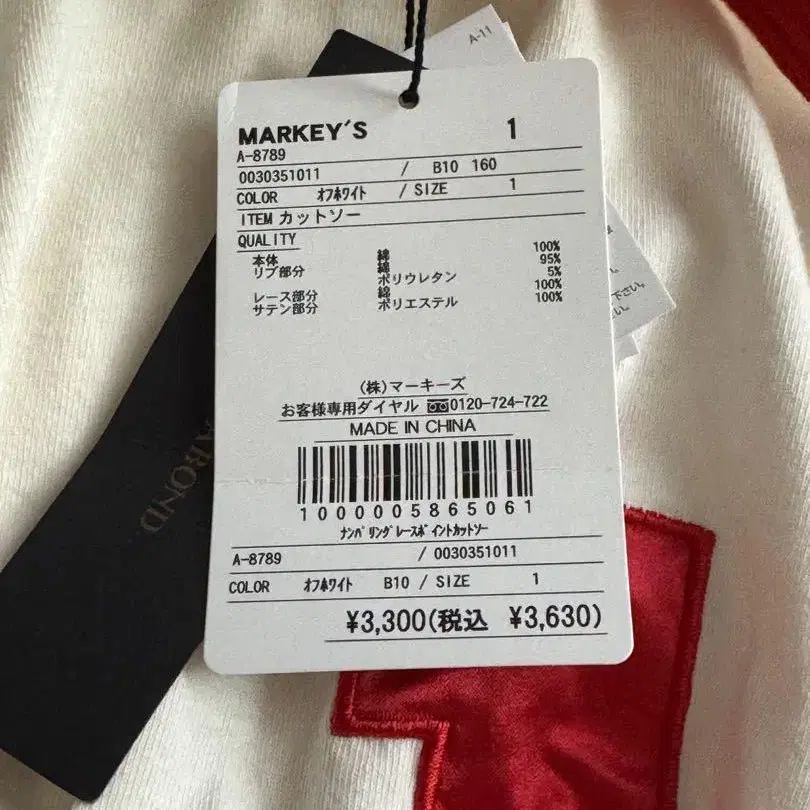 A-11
MARKEY'S 1
A-8789
0030351011 / B10 160
COLOR ｵﾌﾎﾜｲﾄ / SIZE 1
ITEM カットソー
QUALITY
本体 綿 100%
リブ部分 綿 95%
ポリウレタン 5%
レース部分 綿 100%
サテン部分 ポリエステル 100%
(株)マーキーズ
お客様専用ダイヤル 0120-724-722
MADE IN CHINA
1000005865061
ﾅﾝﾊﾞﾘﾝｸﾞﾚｰｽﾎﾟｲﾝﾄｶｯﾄｿｰ
A-8789 / 0030351011
COLOR ｵﾌﾎﾜｲﾄ B10 / SIZE 1
¥3,300(税込 ¥3,630)
下さい。
ABOND